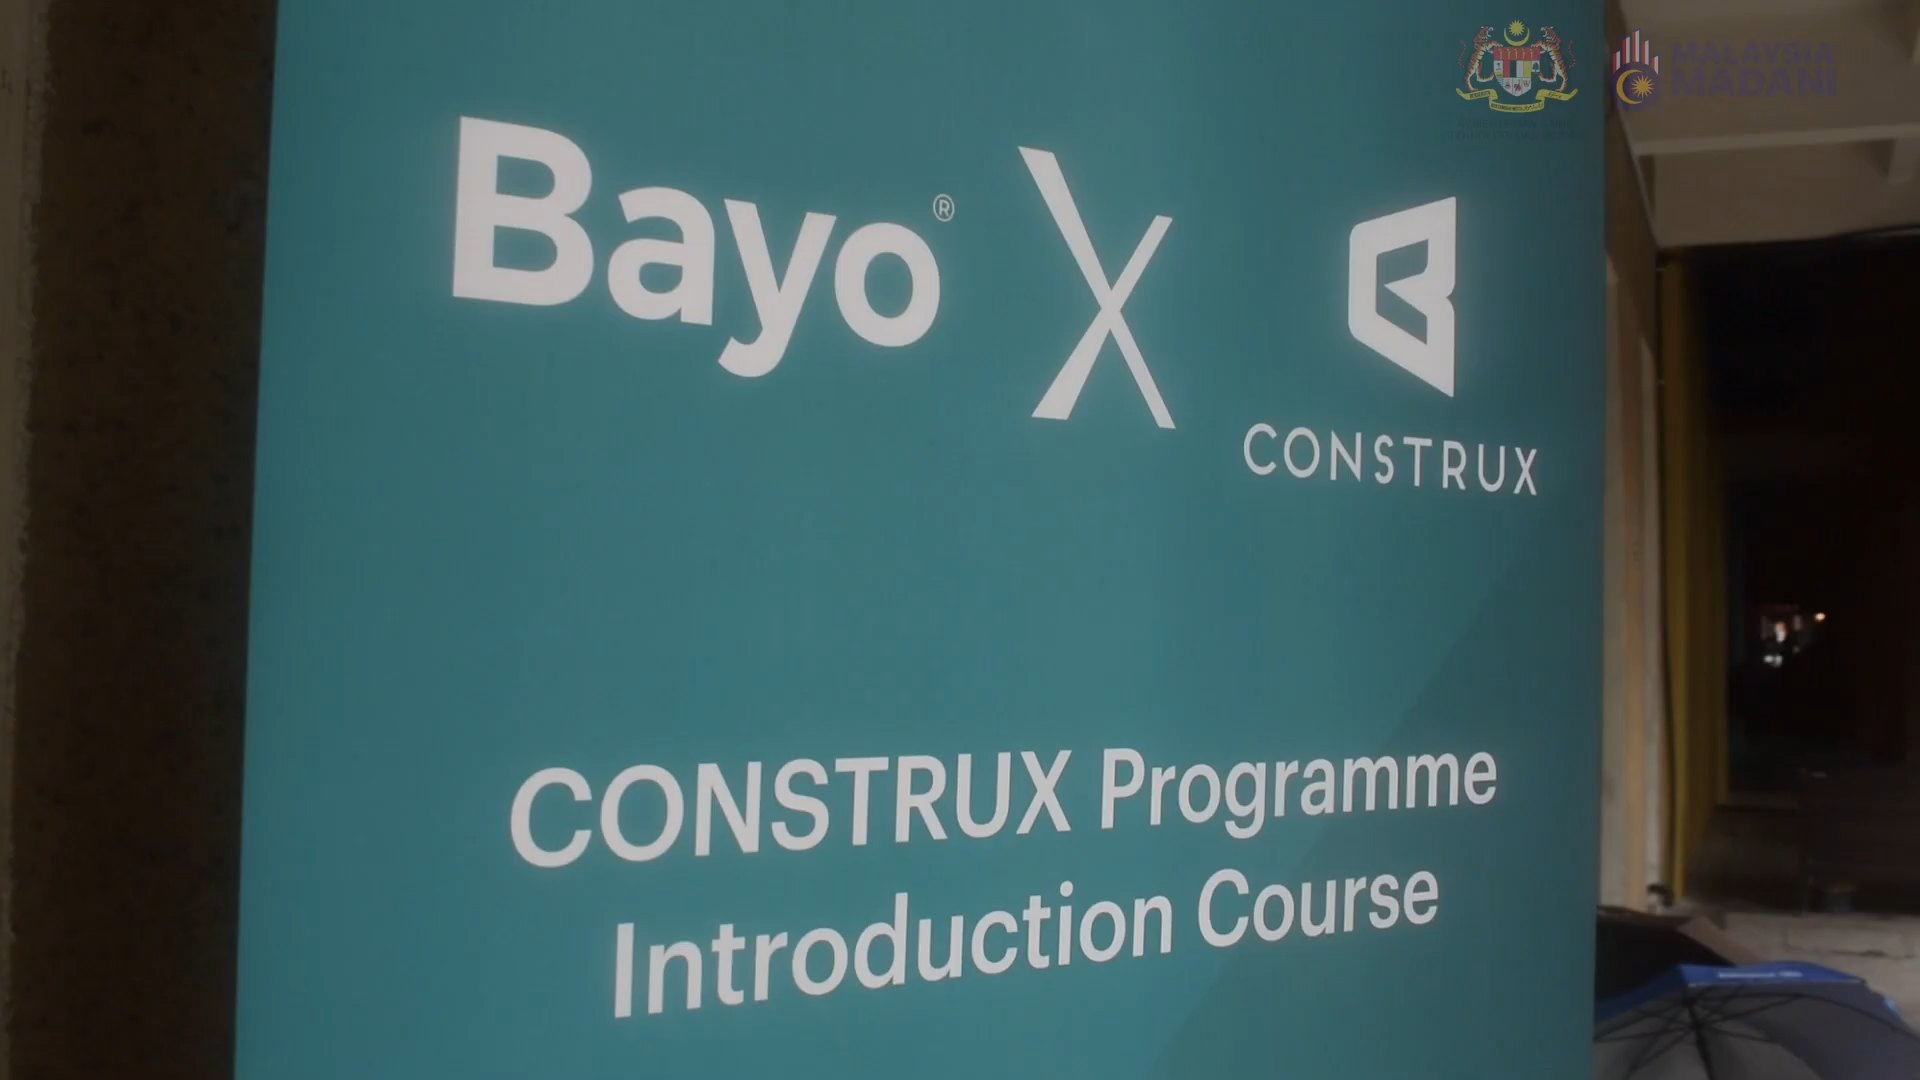 MALAYSIA
MADANI
Bayo® X
CONSTRUX
CONSTRUX Programme
Introduction Course